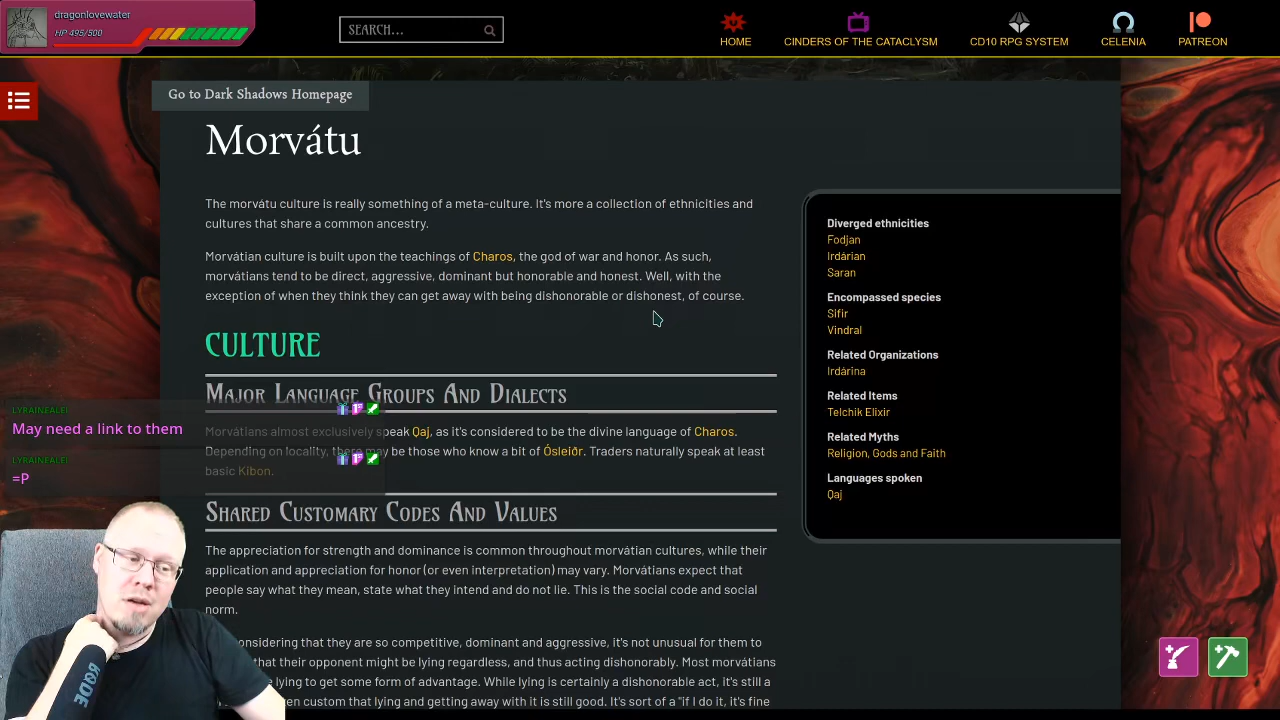 dragonlovewater
HP 495/500
SEARCH...
HOME
CINDERS OF THE CATACLYSM
CD10 RPG SYSTEM
CELENIA
PATREON
Go to Dark Shadows Homepage
Morvátu
The morvátu culture is really something of a meta-culture. It's more a collection of ethnicities and
cultures that share a common ancestry.
Morvátian culture is built upon the teachings of Charos, the god of war and honor. As such,
morvátians tend to be direct, aggressive, dominant but honorable and honest. Well, with the
exception of when they think they can get away with being dishonorable or dishonest, of course.
CULTURE
Major Language Groups And Dialects
Morvátians almost exclusively speak Qaj, as it's considered to be the divine language of Charos.
Depending on locality, there may be those who know a bit of Ósleiðr. Traders naturally speak at least
basic Kibon.
Shared Customary Codes And Values
The appreciation for strength and dominance is common throughout morvátian cultures, while their
application and appreciation for honor (or even interpretation) may vary. Morvátians expect that
people say what they mean, state what they intend and do not lie. This is the social code and social
norm.
onsidering that they are so competitive, dominant and aggressive, it's not unusual for them to
that their opponent might be lying regardless, and thus acting dishonorably. Most morvátians
lying to get some form of advantage. While lying is certainly a dishonorable act, it's still a
en custom that lying and getting away with it is still good. It's sort of a "if I do it, it's fine
Diverged ethnicities
Fodjan
Irdárian
Saran
Encompassed species
Sifir
Vindral
Related Organizations
Irdárina
Related Items
Telchik Elixir
Related Myths
Religion, Gods and Faith
Languages spoken
Qaj
LYRAINEALEI
May need a link to them
LYRAINEALEI
=P